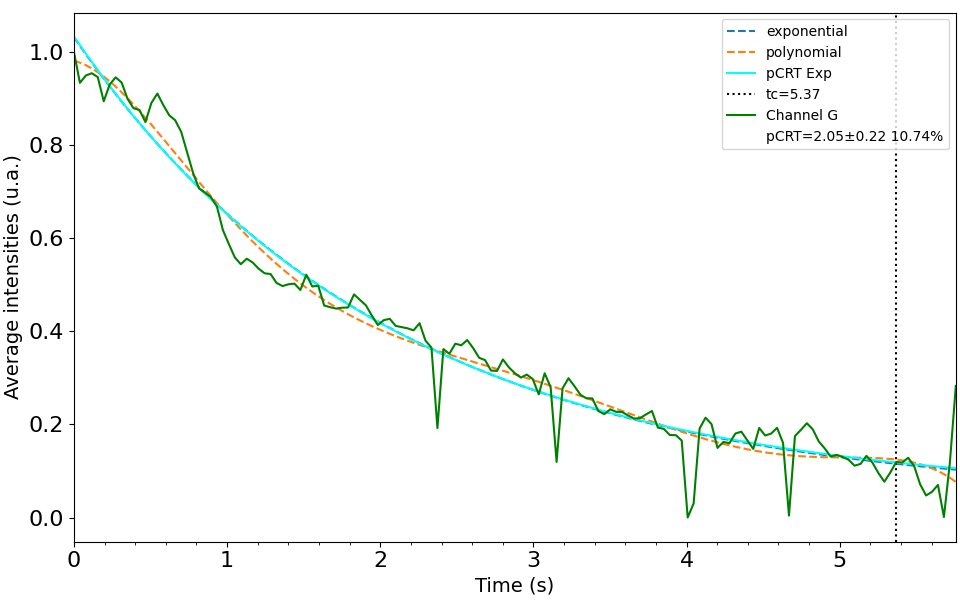 exponential
polynomial
pCRT Exp
tc=5.37
Channel G
pCRT=2.05±0.22 10.74%
Average intensities (u.a.)
1.0
0.8
0.6
0.4
0.2
0.0
0 1 2 3 4 5
Time (s)